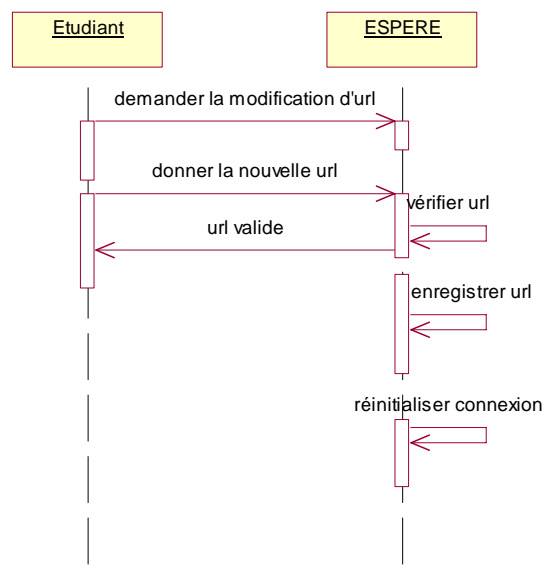 Etudiant
ESPERE
demander la modification d'url
donner la nouvelle url
vérifier url
url valide
enregistrer url
réinitialiser connexion